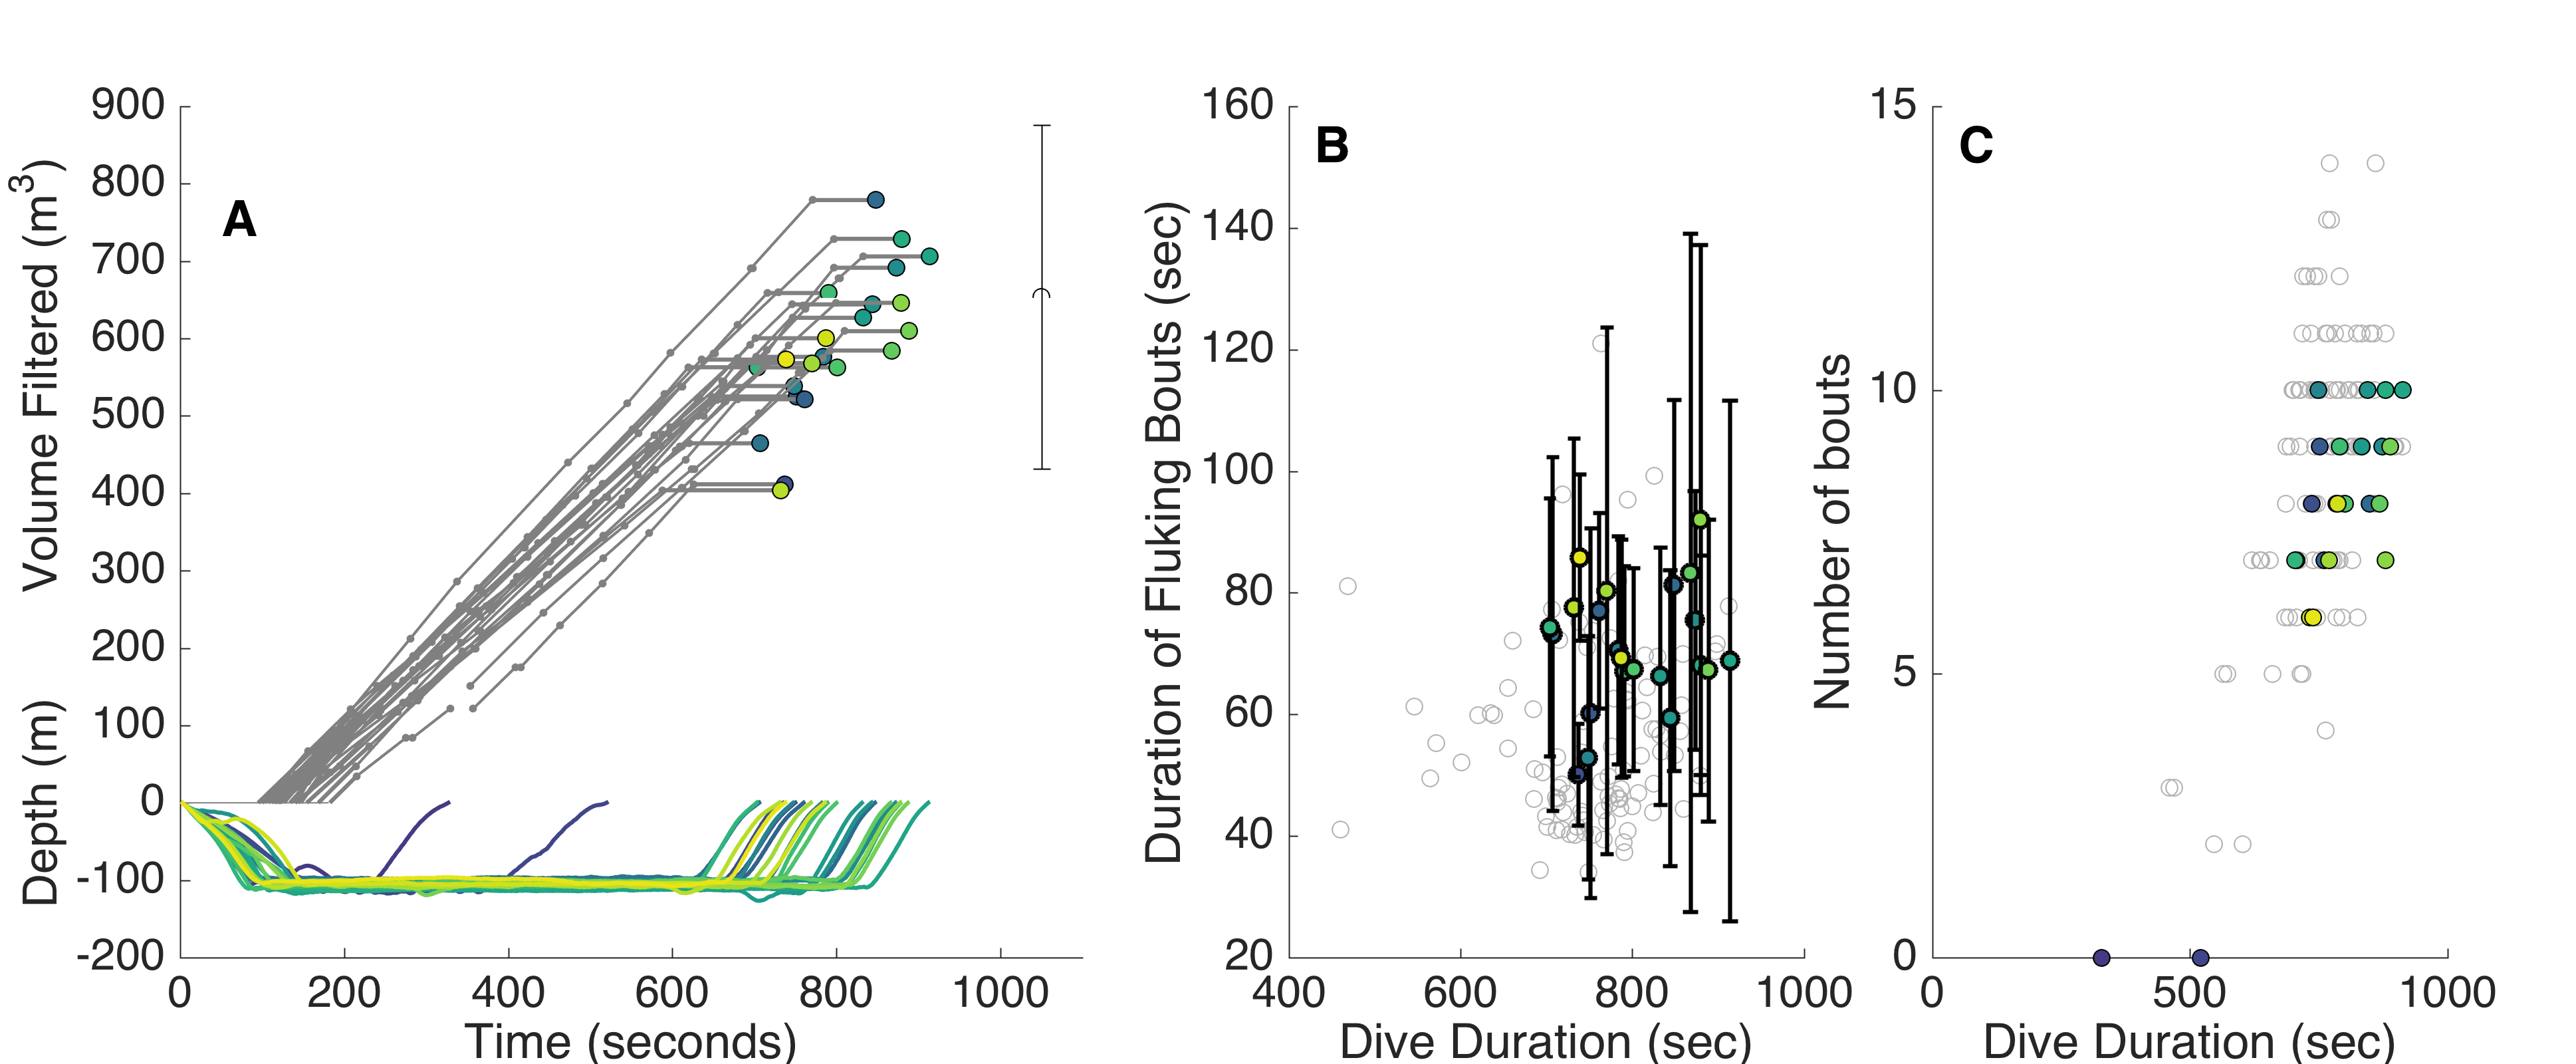 A
Volume Filtered (m³)
Depth (m)
900
800
700
600
500
400
300
200
100
0
-100
-200
0 200 400 600 800 1000
Time (seconds)
B
Duration of Fluking Bouts (sec)
160
140
120
100
80
60
40
20
400 600 800 1000
Dive Duration (sec)
C
Number of bouts
15
10
5
0
0 500 1000
Dive Duration (sec)